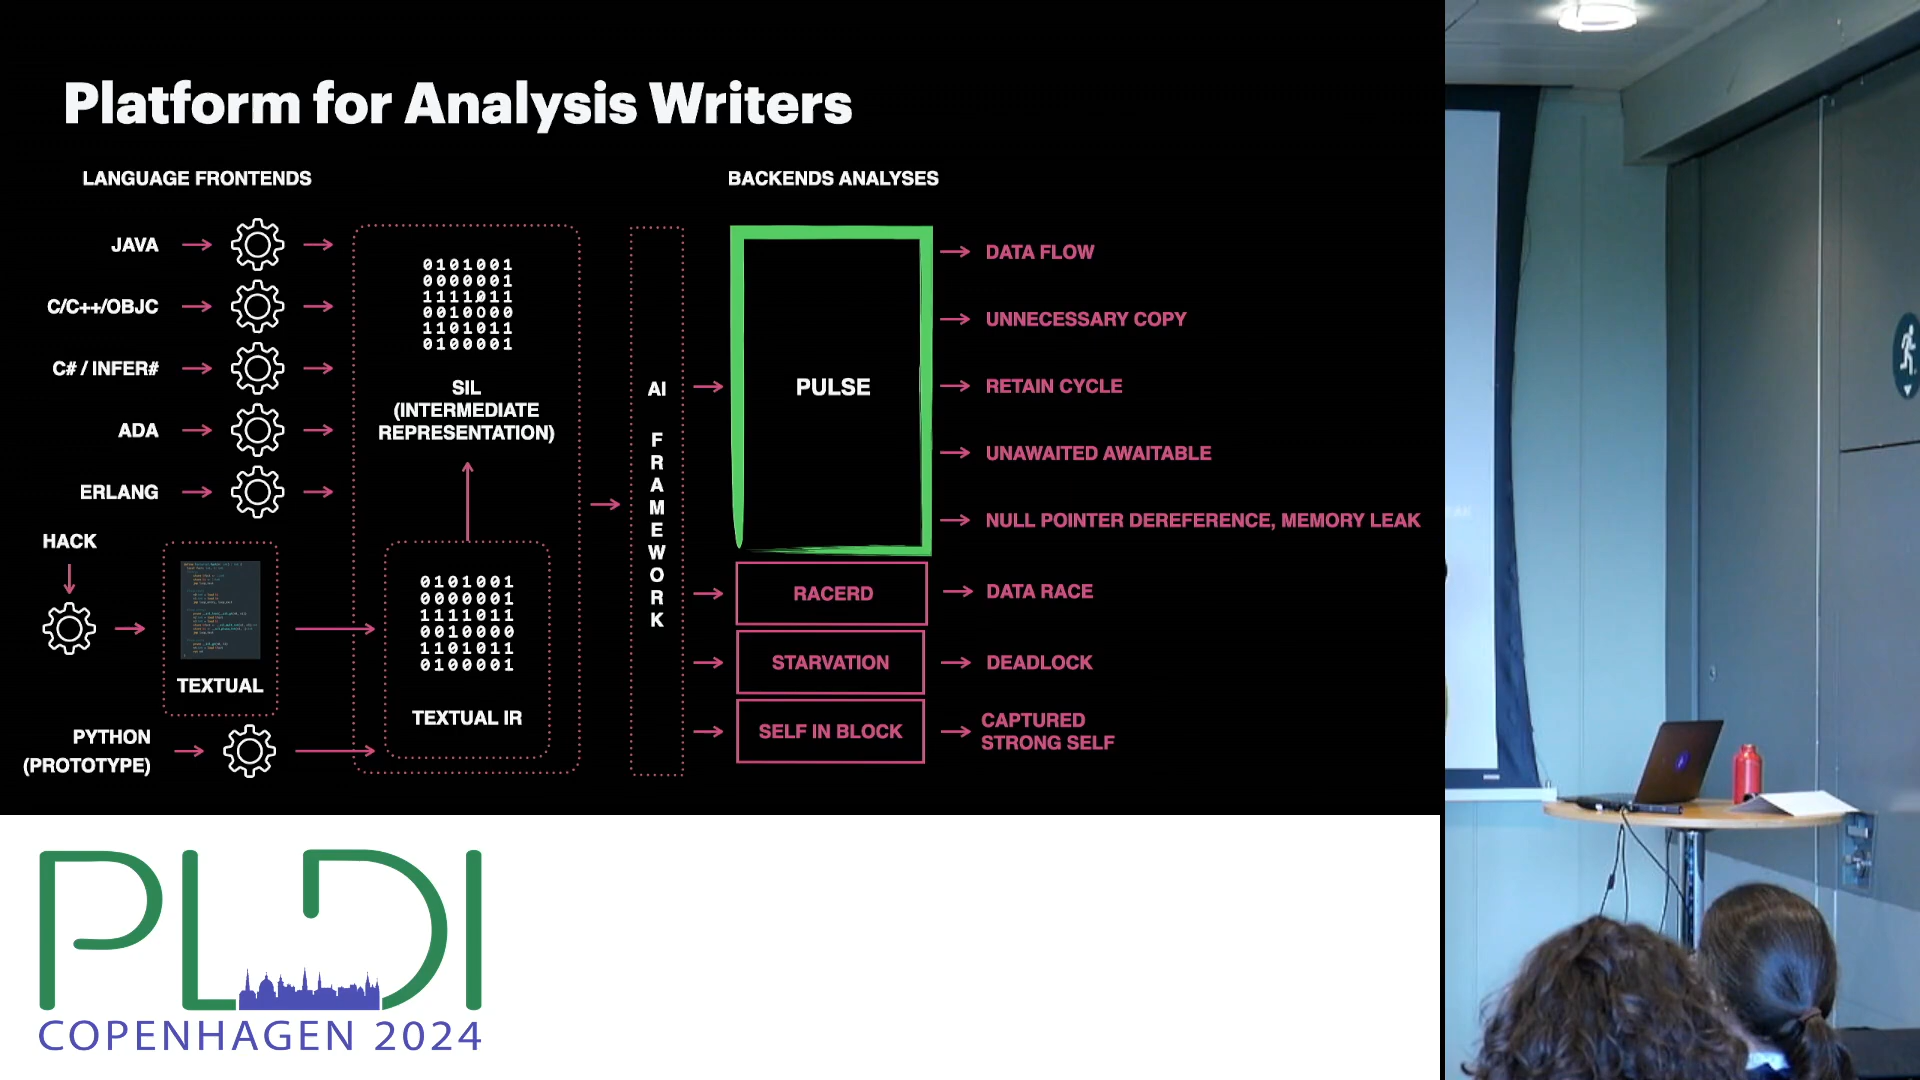 Platform for Analysis Writers
LANGUAGE FRONTENDS
BACKENDS ANALYSES
JAVA
C/C++/OBJC
C# / INFER#
ADA
ERLANG
HACK
TEXTUAL
PYTHON
(PROTOTYPE)
0101001
0000001
1111011
0010000
1101011
0100001
SIL
(INTERMEDIATE
REPRESENTATION)
0101001
0000001
1111011
0010000
1101011
0100001
TEXTUAL IR
AI
FRAMEWORK
PULSE
RACERD
STARVATION
SELF IN BLOCK
DATA FLOW
UNNECESSARY COPY
RETAIN CYCLE
UNAWAITED AWAITABLE
NULL POINTER DEREFERENCE, MEMORY LEAK
DATA RACE
DEADLOCK
CAPTURED
STRONG SELF
PLDI
COPENHAGEN 2024